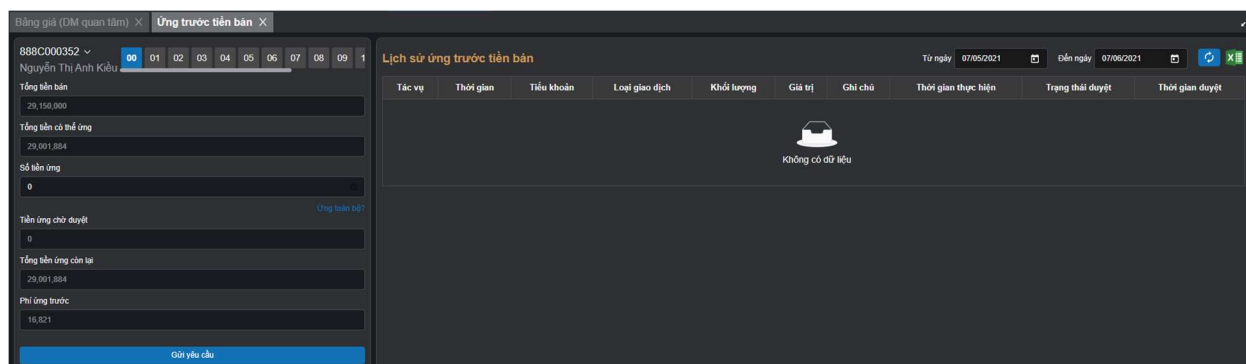 Bảng giá (DM quan tâm) X Ứng trước tiền bán X
888C000352
Nguyễn Thị Anh Kiều
00 01 02 03 04 05 06 07 08 09 1
Tổng tiền bán
29,150,000
Tổng tiền có thể ứng
29,001,884
Số tiền ứng
0
Ứng toàn bộ?
Tiền ứng chờ duyệt
0
Tổng tiền ứng còn lại
29,001,884
Phí ứng trước
16,821
Gửi yêu cầu
Lịch sử ứng trước tiền bán
Từ ngày 07/05/2021 Đến ngày 07/06/2021
Tác vụ Thời gian Tiểu khoản Loại giao dịch Khối lượng Giá trị Ghi chú Thời gian thực hiện Trạng thái duyệt Thời gian duyệt
Không có dữ liệu